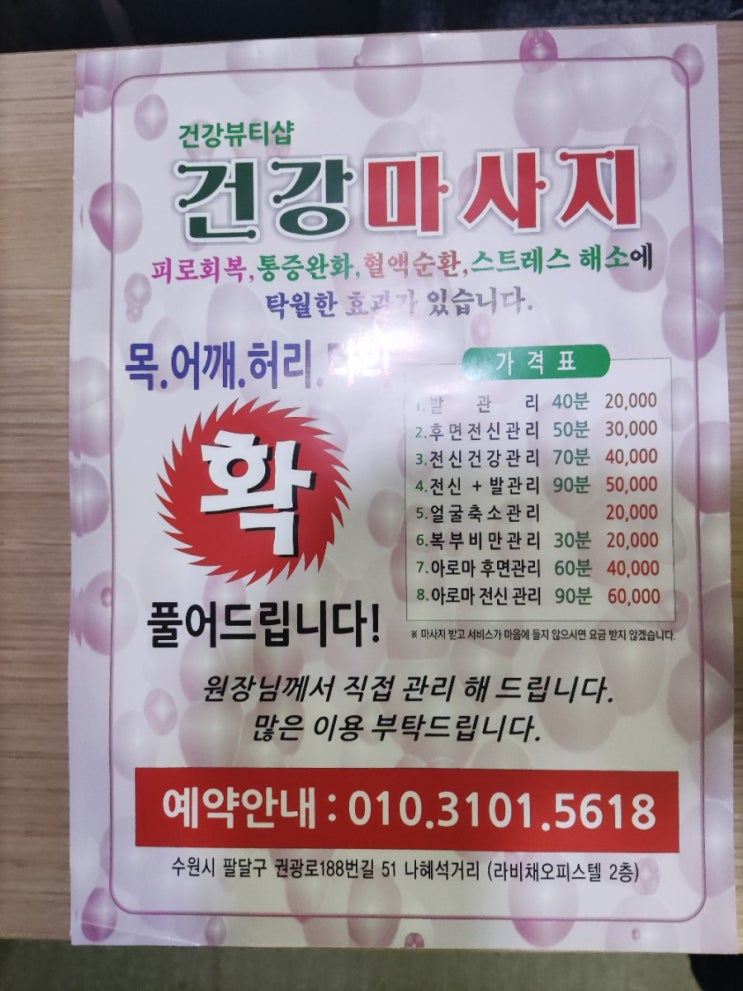 건강뷰티샵
건강마사지
피로회복,통증완화,혈액순환,스트레스 해소에
탁월한 효과가 있습니다.
목.어깨.허리.
확
풀어드립니다!
가격표
1.발 관 리 40분 20,000
2.후면전신관리 50분 30,000
3.전신건강관리 70분 40,000
4.전신 + 발관리 90분 50,000
5.얼굴축소관리 20,000
6.복부비만관리 30분 20,000
7.아로마 후면관리 60분 40,000
8.아로마 전신 관리 90분 60,000
※ 마사지 받고 서비스가 마음에 들지 않으시면 요금 받지 않겠습니다.
원장님께서 직접 관리 해 드립니다.
많은 이용 부탁드립니다.
예약안내 : 010.3101.5618
수원시 팔달구 권광로188번길 51 나혜석거리 (라비채오피스텔 2층)